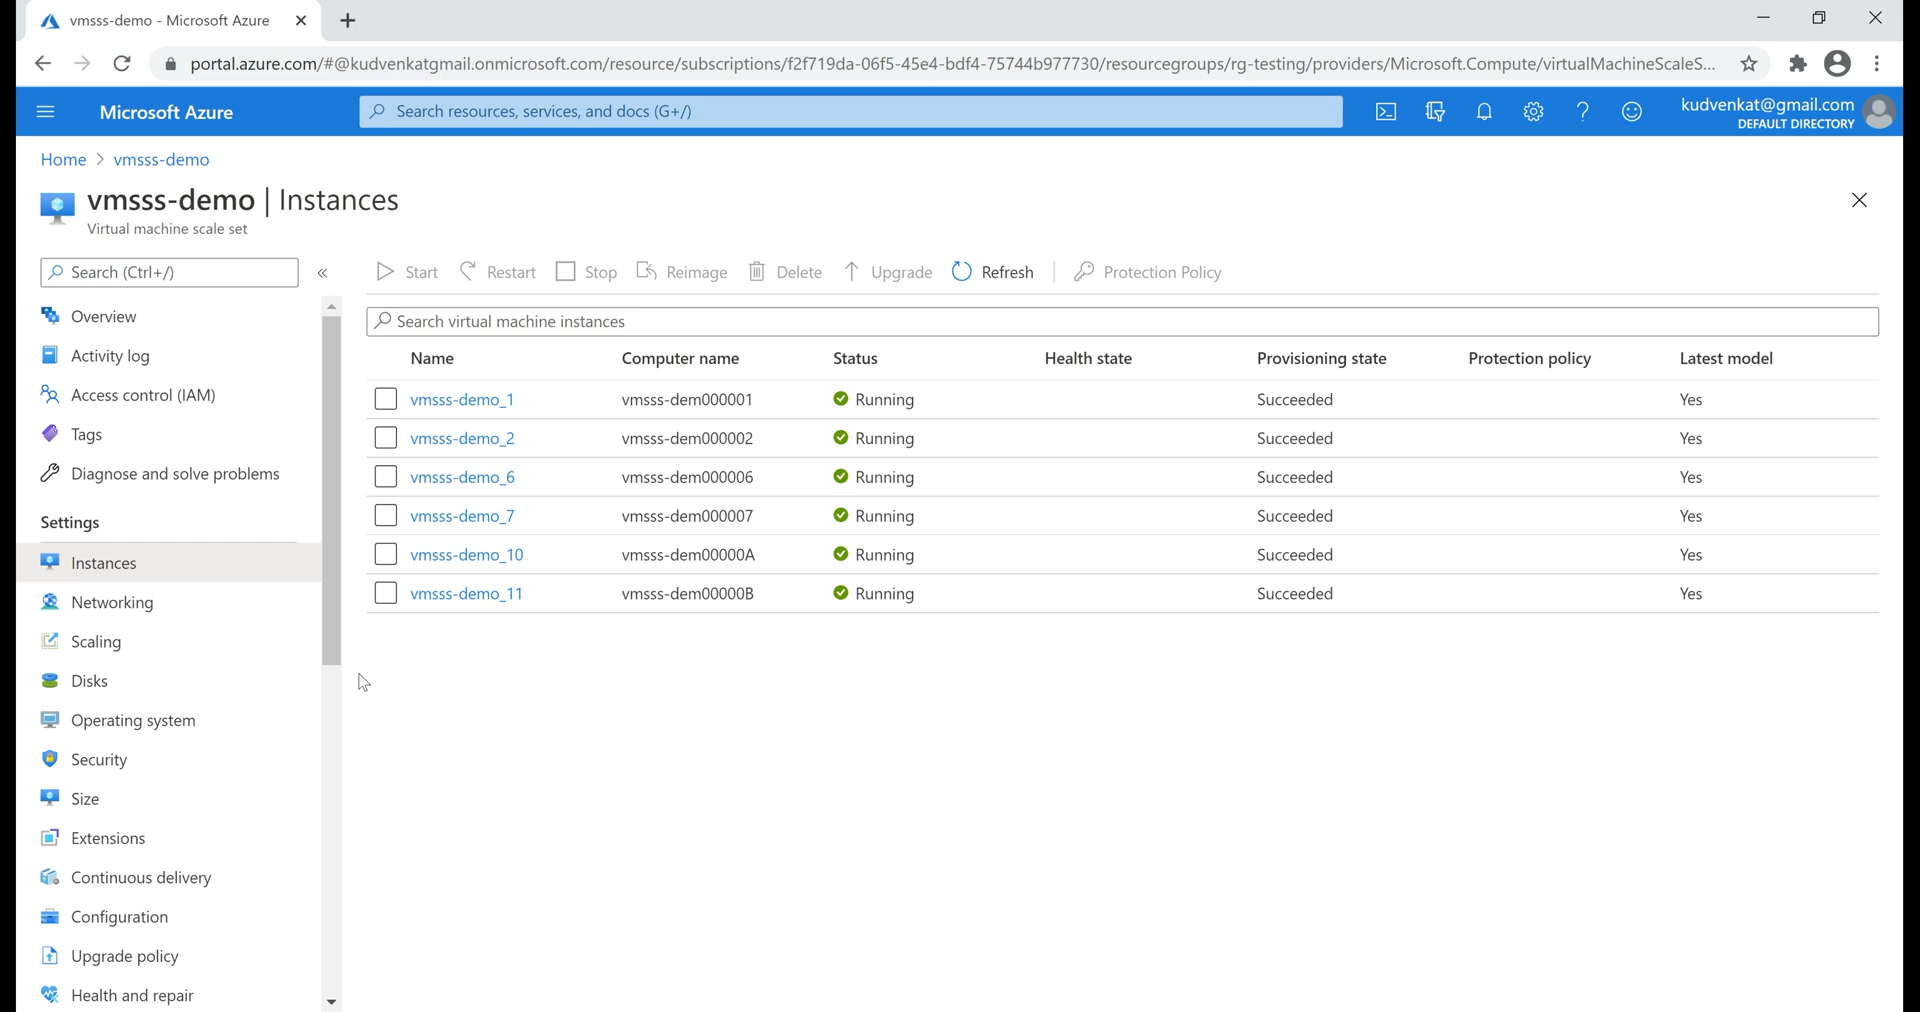 vmsss-demo - Microsoft Azure
portal.azure.com/#@kudvenkatgmail.onmicrosoft.com/resource/subscriptions/f2f719da-06f5-45e4-bdf4-75744b977730/resourcegroups/rg-testing/providers/Microsoft.Compute/virtualMachineScaleS...
Microsoft Azure
Search resources, services, and docs (G+/)
kudvenkat@gmail.com
DEFAULT DIRECTORY
Home > vmsss-demo
vmsss-demo | Instances
Virtual machine scale set
Search (Ctrl+/)
«
Overview
Activity log
Access control (IAM)
Tags
Diagnose and solve problems
Settings
Instances
Networking
Scaling
Disks
Operating system
Security
Size
Extensions
Continuous delivery
Configuration
Upgrade policy
Health and repair
Start Restart Stop Reimage Delete Upgrade Refresh Protection Policy
Search virtual machine instances
Name Computer name Status Health state Provisioning state Protection policy Latest model
vmsss-demo_1 vmsss-dem000001 Running Succeeded Yes
vmsss-demo_2 vmsss-dem000002 Running Succeeded Yes
vmsss-demo_6 vmsss-dem000006 Running Succeeded Yes
vmsss-demo_7 vmsss-dem000007 Running Succeeded Yes
vmsss-demo_10 vmsss-dem00000A Running Succeeded Yes
vmsss-demo_11 vmsss-dem00000B Running Succeeded Yes